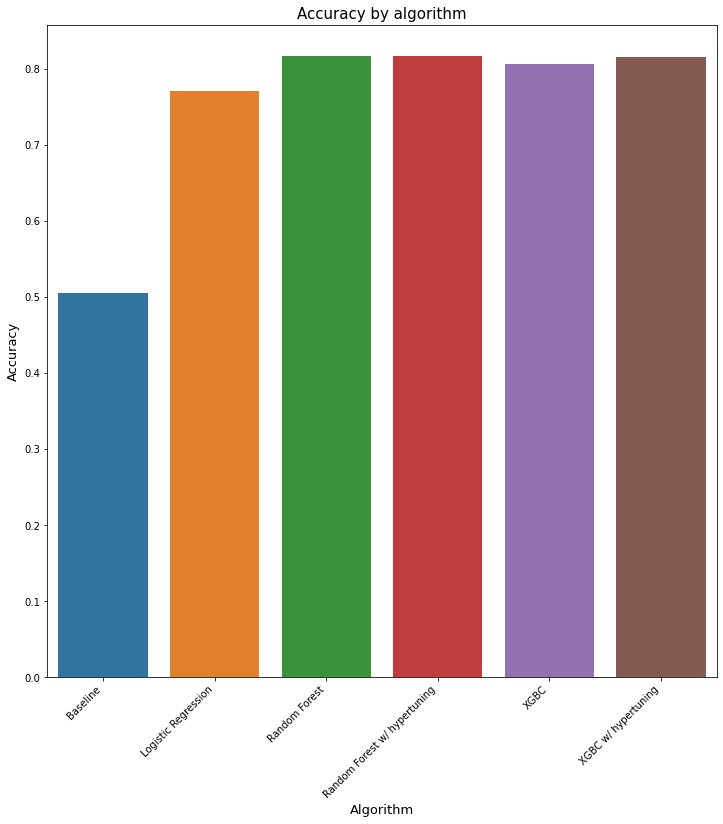 Accuracy by algorithm
Accuracy
0.8
0.7
0.6
0.5
0.4
0.3
0.2
0.1
0.0
Baseline
Logistic Regression
Random Forest
Random Forest w/ hypertuning
XGBC
XGBC w/ hypertuning
Algorithm